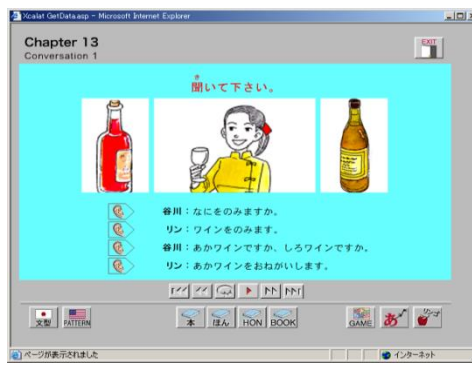 Xcalat GetData.asp - Microsoft Internet Explorer
Chapter 13
Conversation 1
EXIT
き
聞いて下さい。
谷川：なにをのみますか。
リン：ワインをのみます。
谷川：あかワインですか、しろワインですか。
リン：あかワインをおねがいします。
文型 PATTERN 本 ほん HON BOOK GAME あ リンゴ
ページが表示されました インターネット